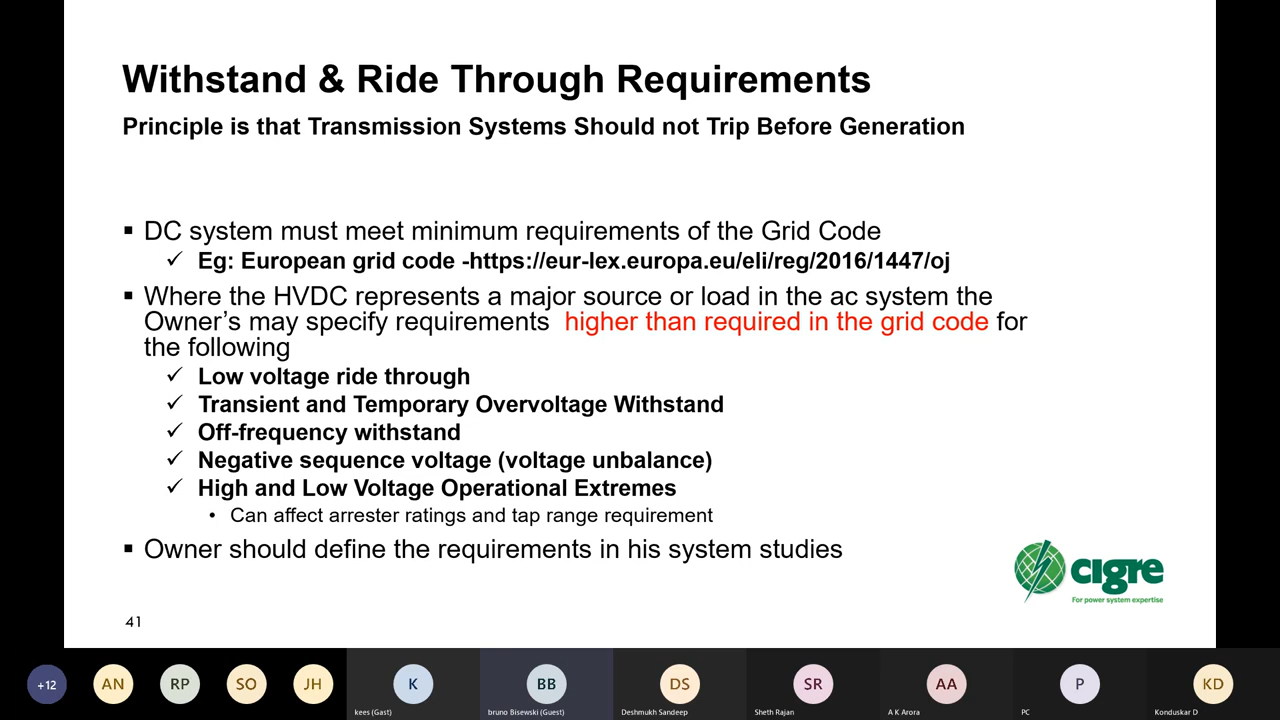 Withstand & Ride Through Requirements
Principle is that Transmission Systems Should not Trip Before Generation
▪ DC system must meet minimum requirements of the Grid Code
✓ Eg: European grid code -https://eur-lex.europa.eu/eli/reg/2016/1447/oj
▪ Where the HVDC represents a major source or load in the ac system the
Owner's may specify requirements higher than required in the grid code for
the following
✓ Low voltage ride through
✓ Transient and Temporary Overvoltage Withstand
✓ Off-frequency withstand
✓ Negative sequence voltage (voltage unbalance)
✓ High and Low Voltage Operational Extremes
• Can affect arrester ratings and tap range requirement
▪ Owner should define the requirements in his system studies
cigre
For power system expertise
41
+12 AN RP SO JH K BB DS SR AA P KD
kees (Gast) bruno Bisewski (Guest) Deshmukh Sandeep Sheth Rajan A K Arora PC Konduskar D